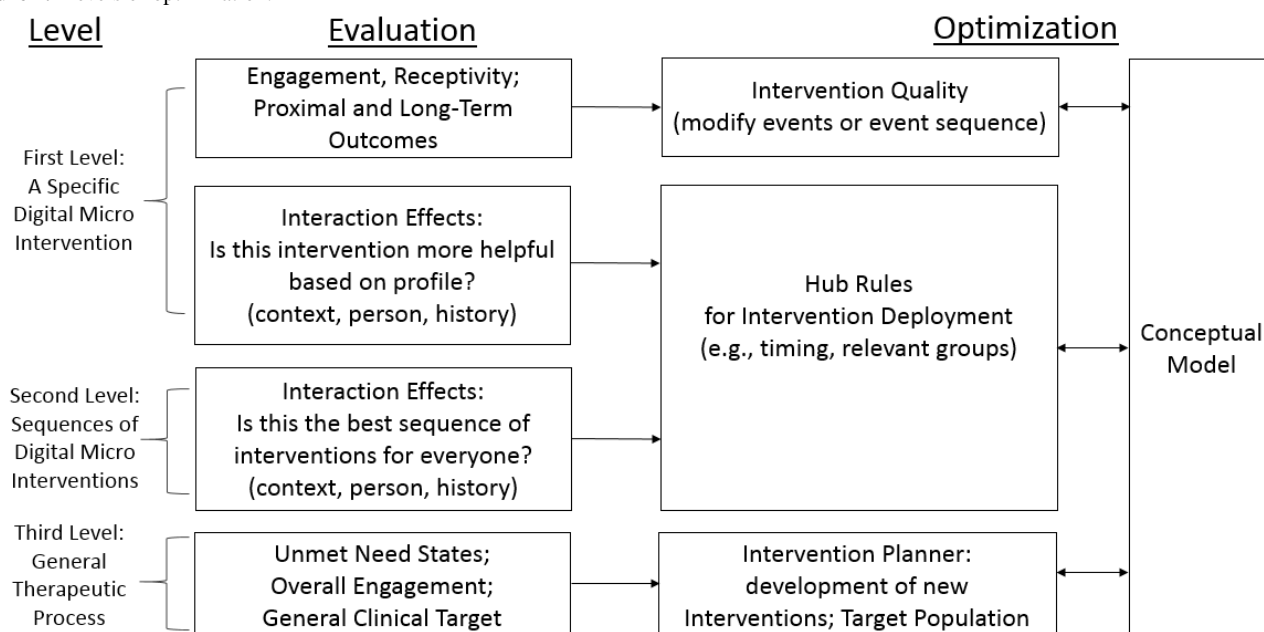 Level
Evaluation
Optimization
First Level:
A Specific
Digital Micro
Intervention
Engagement, Receptivity;
Proximal and Long-Term
Outcomes
Intervention Quality
(modify events or event sequence)
Interaction Effects:
Is this intervention more helpful
based on profile?
(context, person, history)
Hub Rules
for Intervention Deployment
(e.g., timing, relevant groups)
Conceptual
Model
Second Level:
Sequences of
Digital Micro
Interventions
Interaction Effects:
Is this the best sequence of
interventions for everyone?
(context, person, history)
Third Level:
General
Therapeutic
Process
Unmet Need States;
Overall Engagement;
General Clinical Target
Intervention Planner:
development of new
Interventions; Target Population